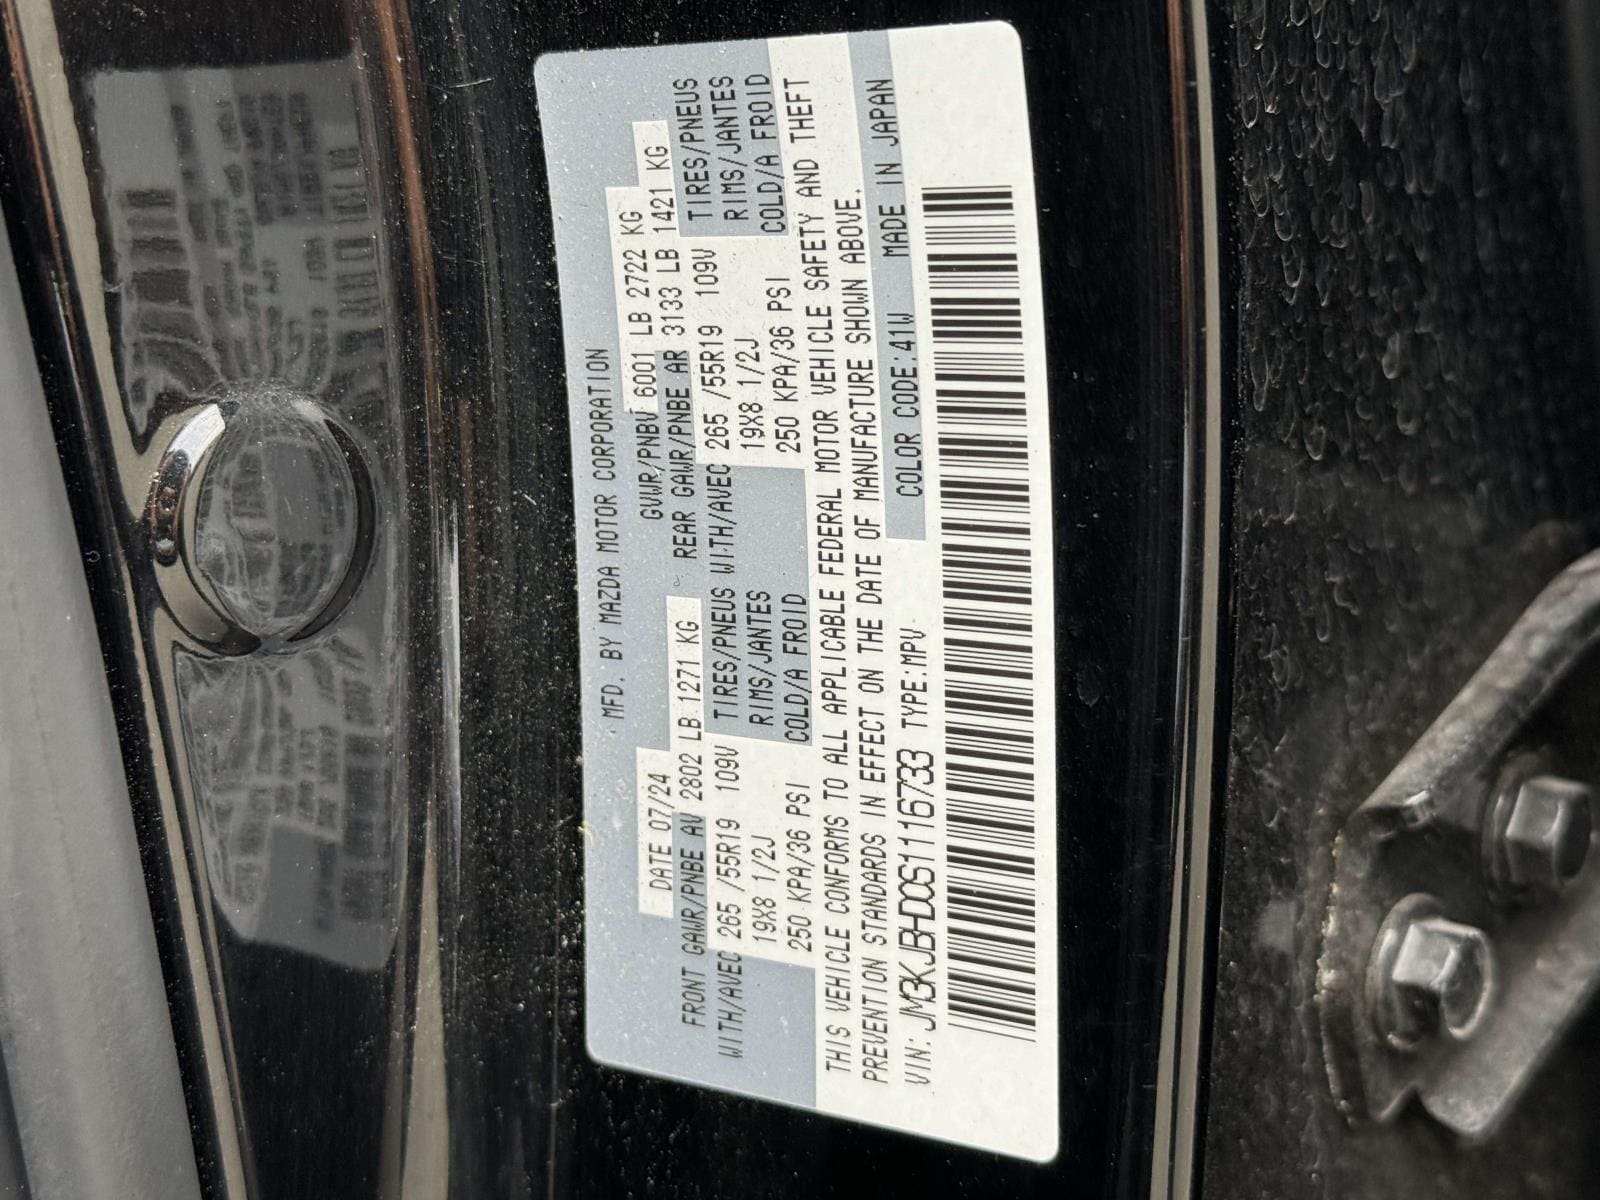 MFD. BY MAZDA MOTOR CORPORATION
DATE 07/24 GVWR/PNBV 6001 LB 2722 KG
FRONT GAWR/PNBE AV 2802 LB 1271 KG REAR GAWR/PNBE AR 3133 LB 1421 KG
WITH/AVEC 265 /55R19 109V TIRES/PNEUS WITH/AVEC 265 /55R19 109V TIRES/PNEUS
19X8 1/2J RIMS/JANTES 19X8 1/2J RIMS/JANTES
250 KPA/36 PSI COLD/A FROID 250 KPA/36 PSI COLD/A FROID
THIS VEHICLE CONFORMS TO ALL APPLICABLE FEDERAL MOTOR VEHICLE SAFETY AND THEFT
PREVENTION STANDARDS IN EFFECT ON THE DATE OF MANUFACTURE SHOWN ABOVE.
VIN: JM3KJBHD0S1116733 TYPE:MPV COLOR CODE:41W MADE IN JAPAN